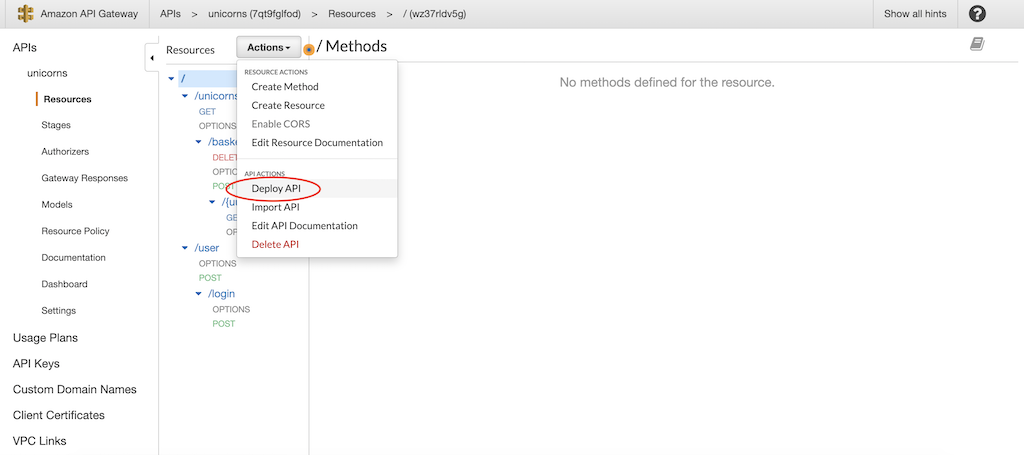 Amazon API Gateway
APIs > unicorns (7qt9fglfod) > Resources > / (wz37rldv5g)
Show all hints
?
APIs
unicorns
Resources
Stages
Authorizers
Gateway Responses
Models
Resource Policy
Documentation
Dashboard
Settings
Usage Plans
API Keys
Custom Domain Names
Client Certificates
VPC Links
Resources
Actions
/
/unicorns
GET
OPTIONS
/baske
DELET
OPTIO
POST
/{u
GE
OP
/user
OPTIONS
POST
/login
OPTIONS
POST
RESOURCE ACTIONS
Create Method
Create Resource
Enable CORS
Edit Resource Documentation
API ACTIONS
Deploy API
Import API
Edit API Documentation
Delete API
/ Methods
No methods defined for the resource.